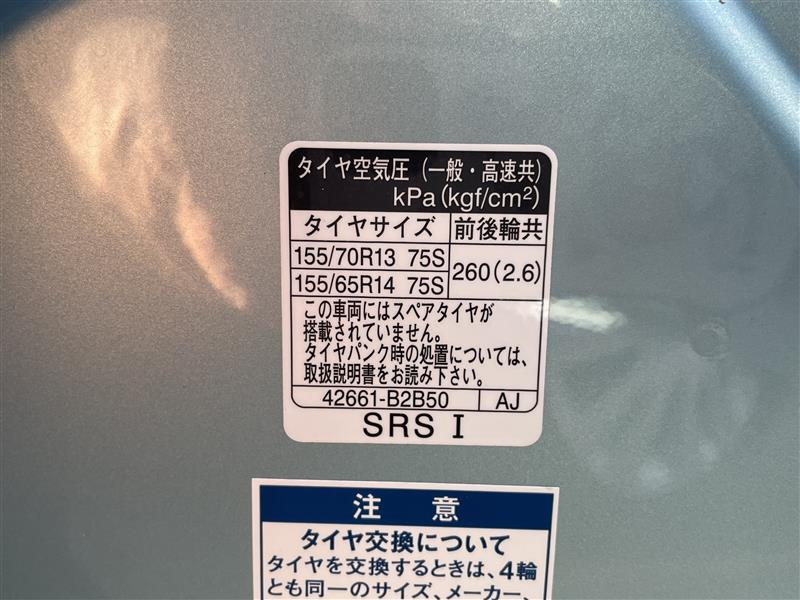 タイヤ空気圧（一般・高速共）
kPa(kgf/cm²)
タイヤサイズ 前後輪共
155/70R13 75S 260(2.6)
155/65R14 75S
この車両にはスペアタイヤが
搭載されていません。
タイヤパンク時の処置については、
取扱説明書をお読み下さい。
42661-B2B50 AJ
SRS I
注意
タイヤ交換について
タイヤを交換するときは、4輪
とも同一のサイズ、メーカー、